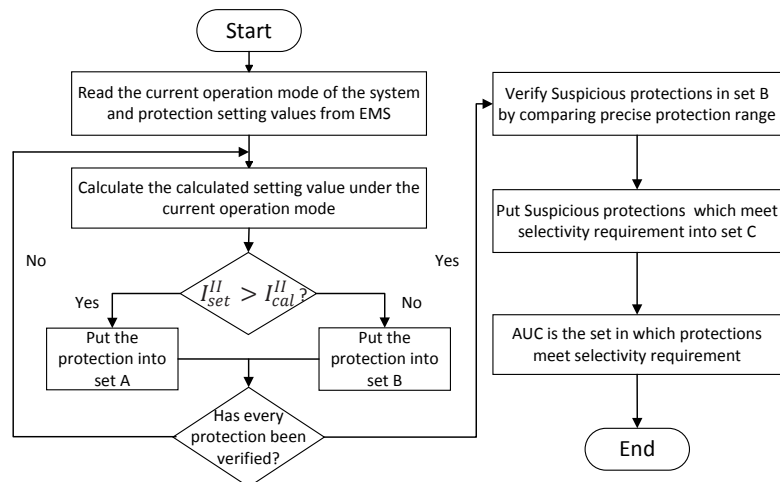 Start
Read the current operation mode of the system
and protection setting values from EMS
Calculate the calculated setting value under the
current operation mode
No
Yes
$I_{set}^{II} > I_{cal}^{II}$?
Yes
No
Put the
protection into
set A
Put the
protection into
set B
Has every
protection been
verified?
Verify Suspicious protections in set B
by comparing precise protection range
Put Suspicious protections which meet
selectivity requirement into set C
AUC is the set in which protections
meet selectivity requirement
End